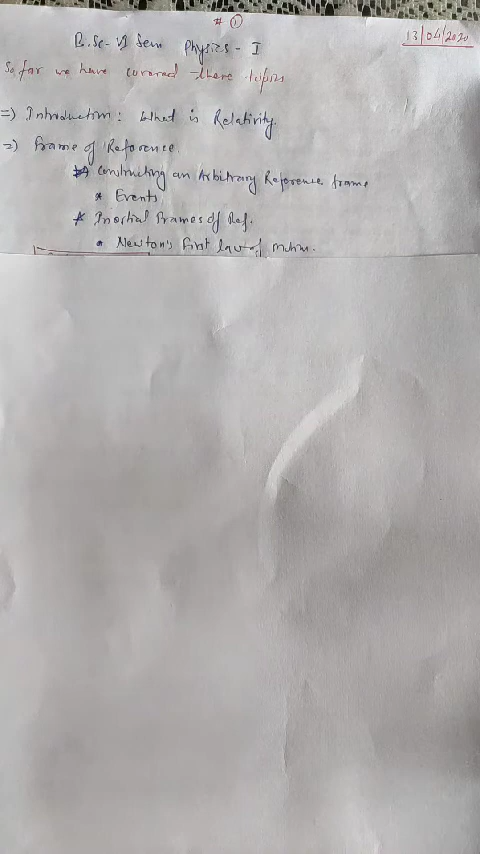 # ①
B.Sc-VI Sem Physics - I
13/04/2020
So far we have covered these topics
=> Introduction: What is Relativity.
=> Frame of Reference.
* Constructing an Arbitrary Reference frame
* Events
* Inertial Frames of Ref.
• Newton's first law of motion.